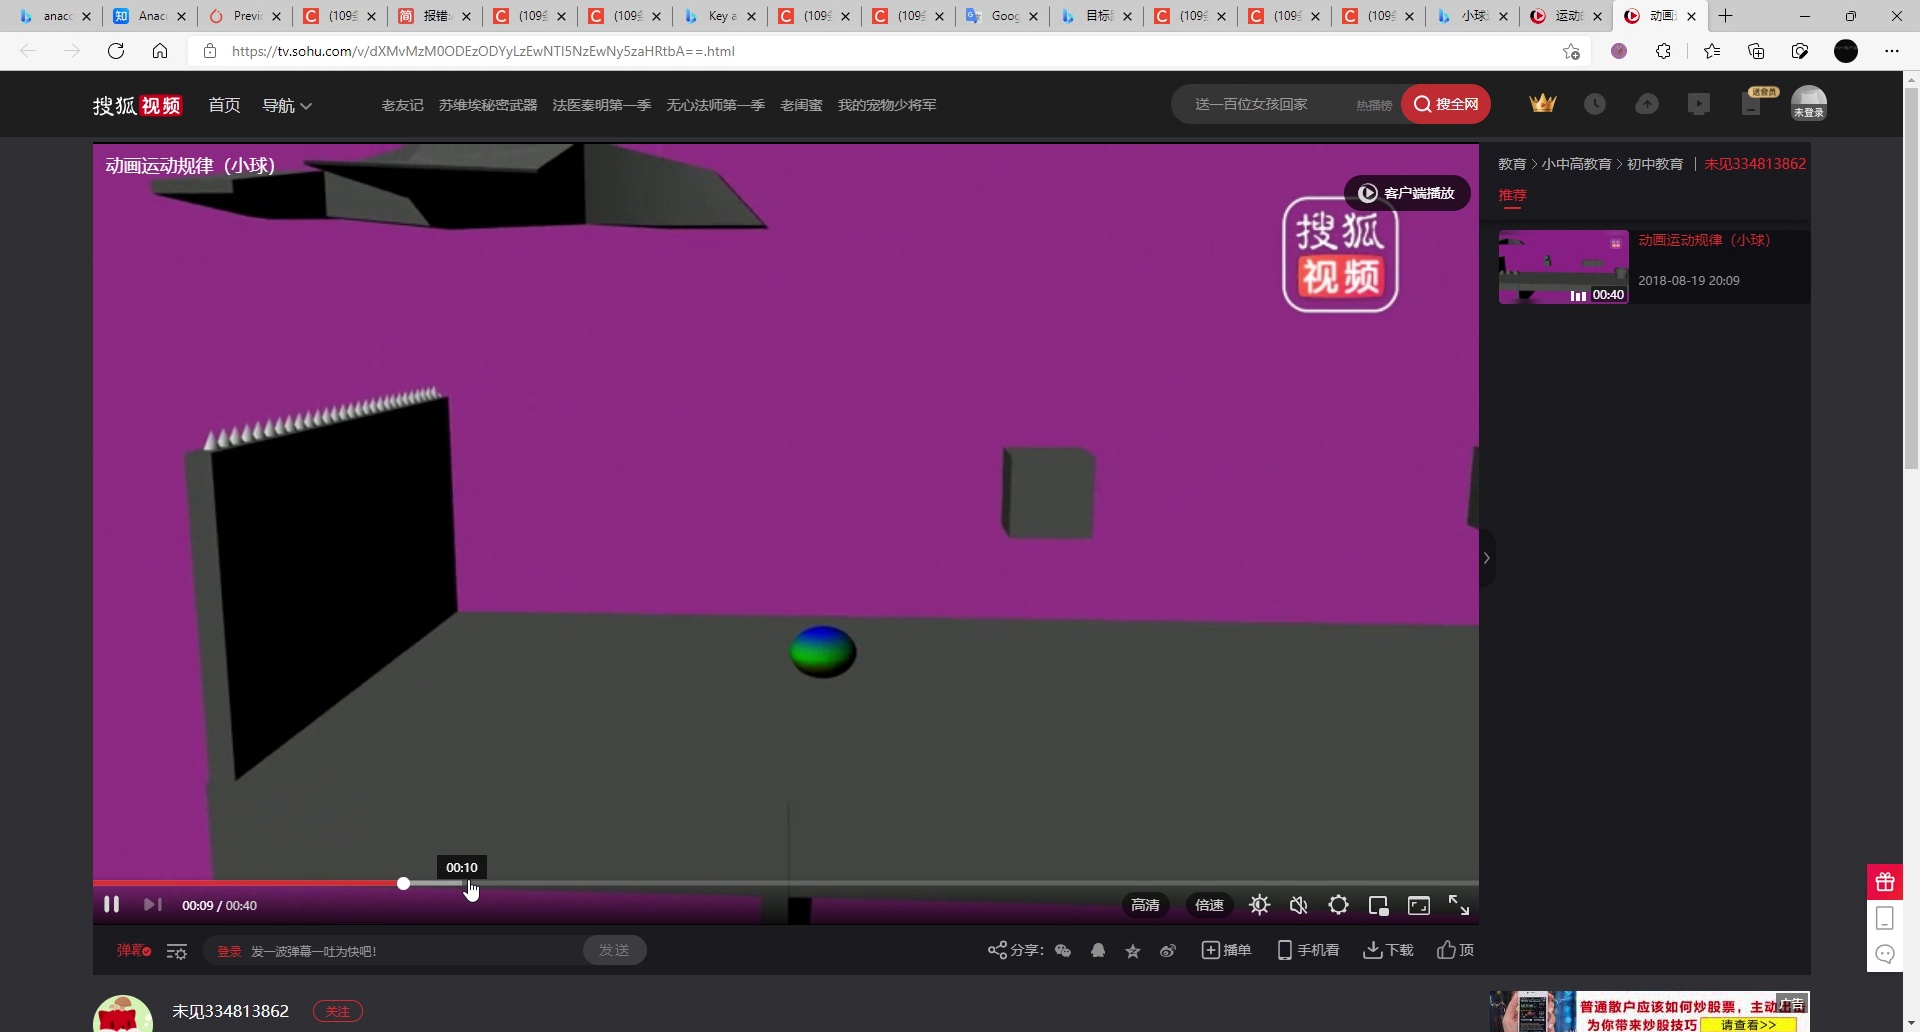 anac
Anac
Previ
(109
(109
报错:
(109
(109
Key a
(109
(109
Goog
目标
(109
(109
(109
小球
运动
动画
https://tv.sohu.com/v/dXMvMzM0ODEzODYyLzEwNTI5NzEwNy5zaHRtbA==.html
搜狐视频 首页 导航 老友记 苏维埃秘密武器 法医秦明第一季 无心法师第一季 老闺蜜 我的宠物少将军 送一百位女孩回家 热播榜 搜全网 送会员 未登录
动画运动规律（小球）
客户端播放
搜狐
视频
教育 > 小中高教育 > 初中教育 | 未见334813862
推荐
动画运动规律（小球）
2018-08-19 20:09
00:40
00:10
00:09 / 00:40 高清 倍速
弹幕 登录 发一波弹幕一吐为快吧! 发送 分享: 播单 手机看 下载 顶
未见334813862 关注
普通散户应该如何炒股票，主动出击
广告
为你带来炒股技巧 请查看>>